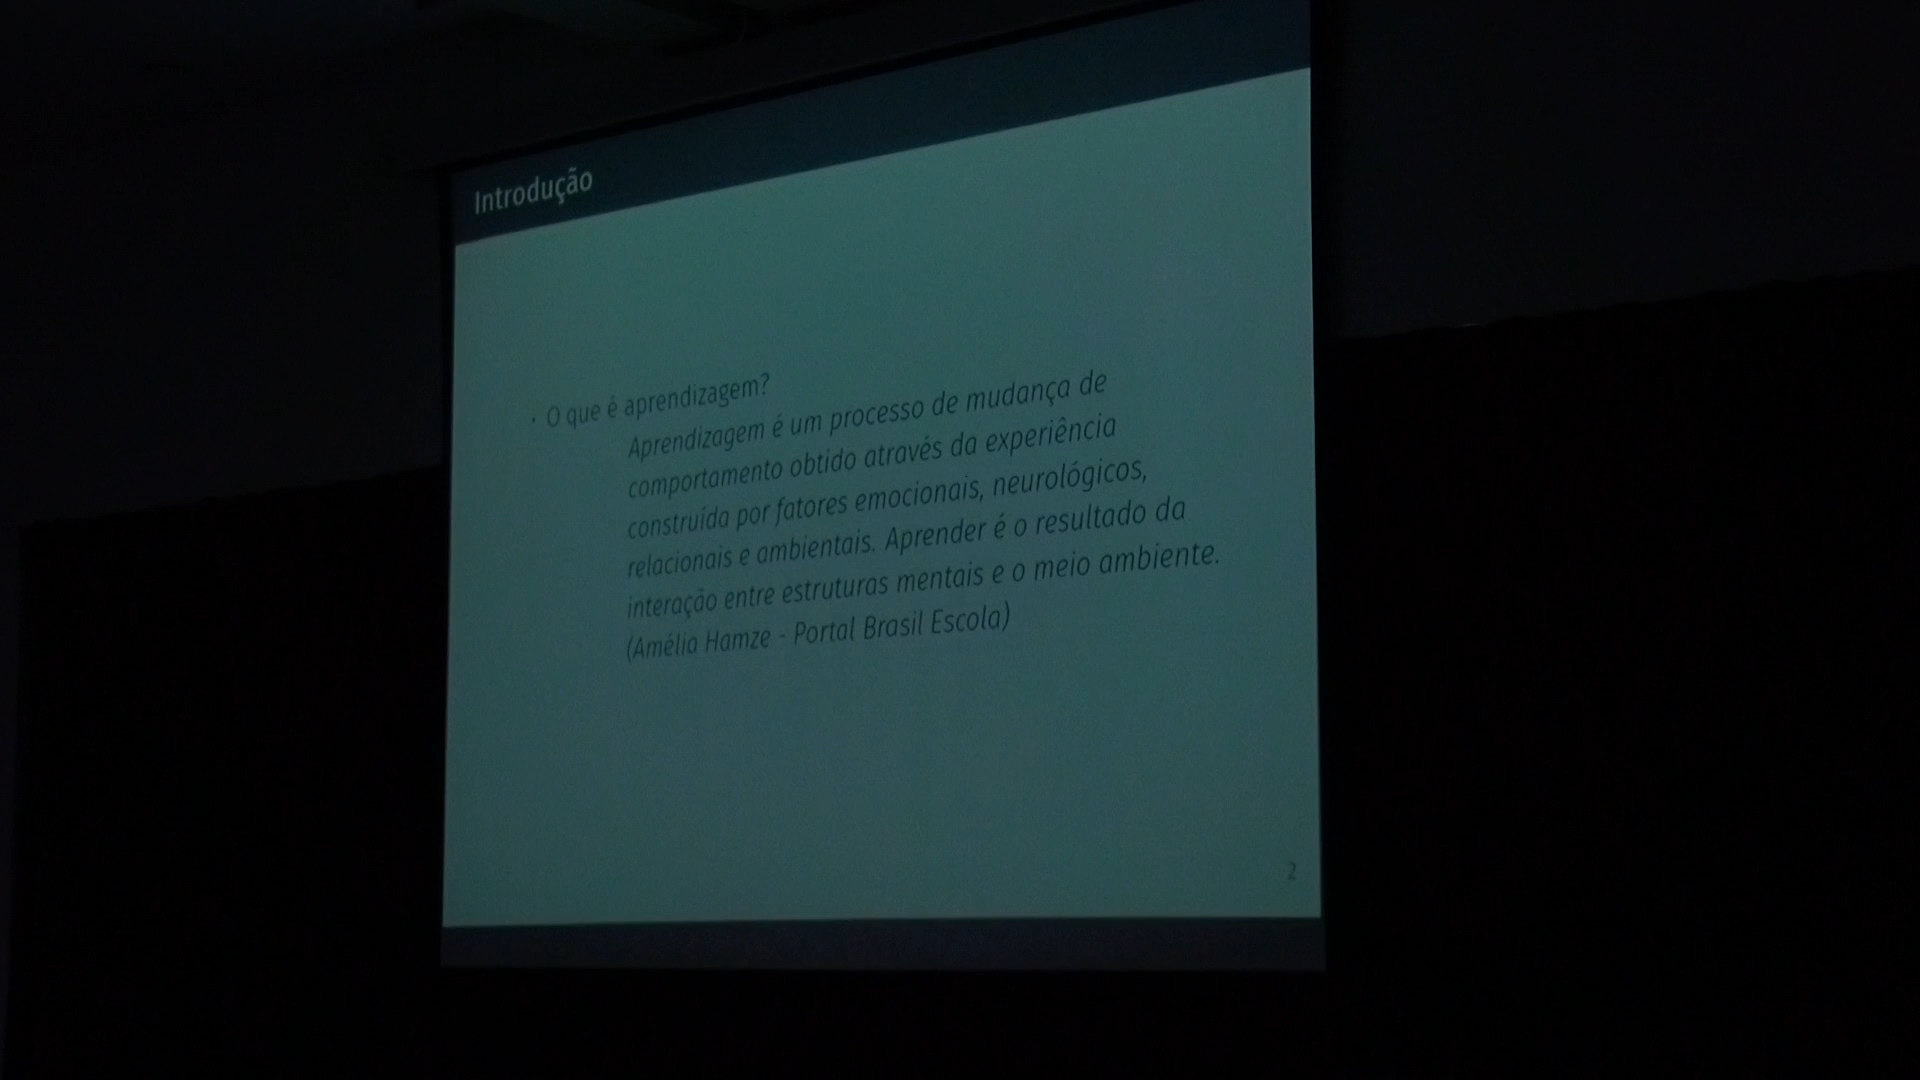 Introdução
· O que é aprendizagem?
Aprendizagem é um processo de mudança de
comportamento obtido através da experiência
construída por fatores emocionais, neurológicos,
relacionais e ambientais. Aprender é o resultado da
interação entre estruturas mentais e o meio ambiente.
(Amélia Hamze - Portal Brasil Escola)
2